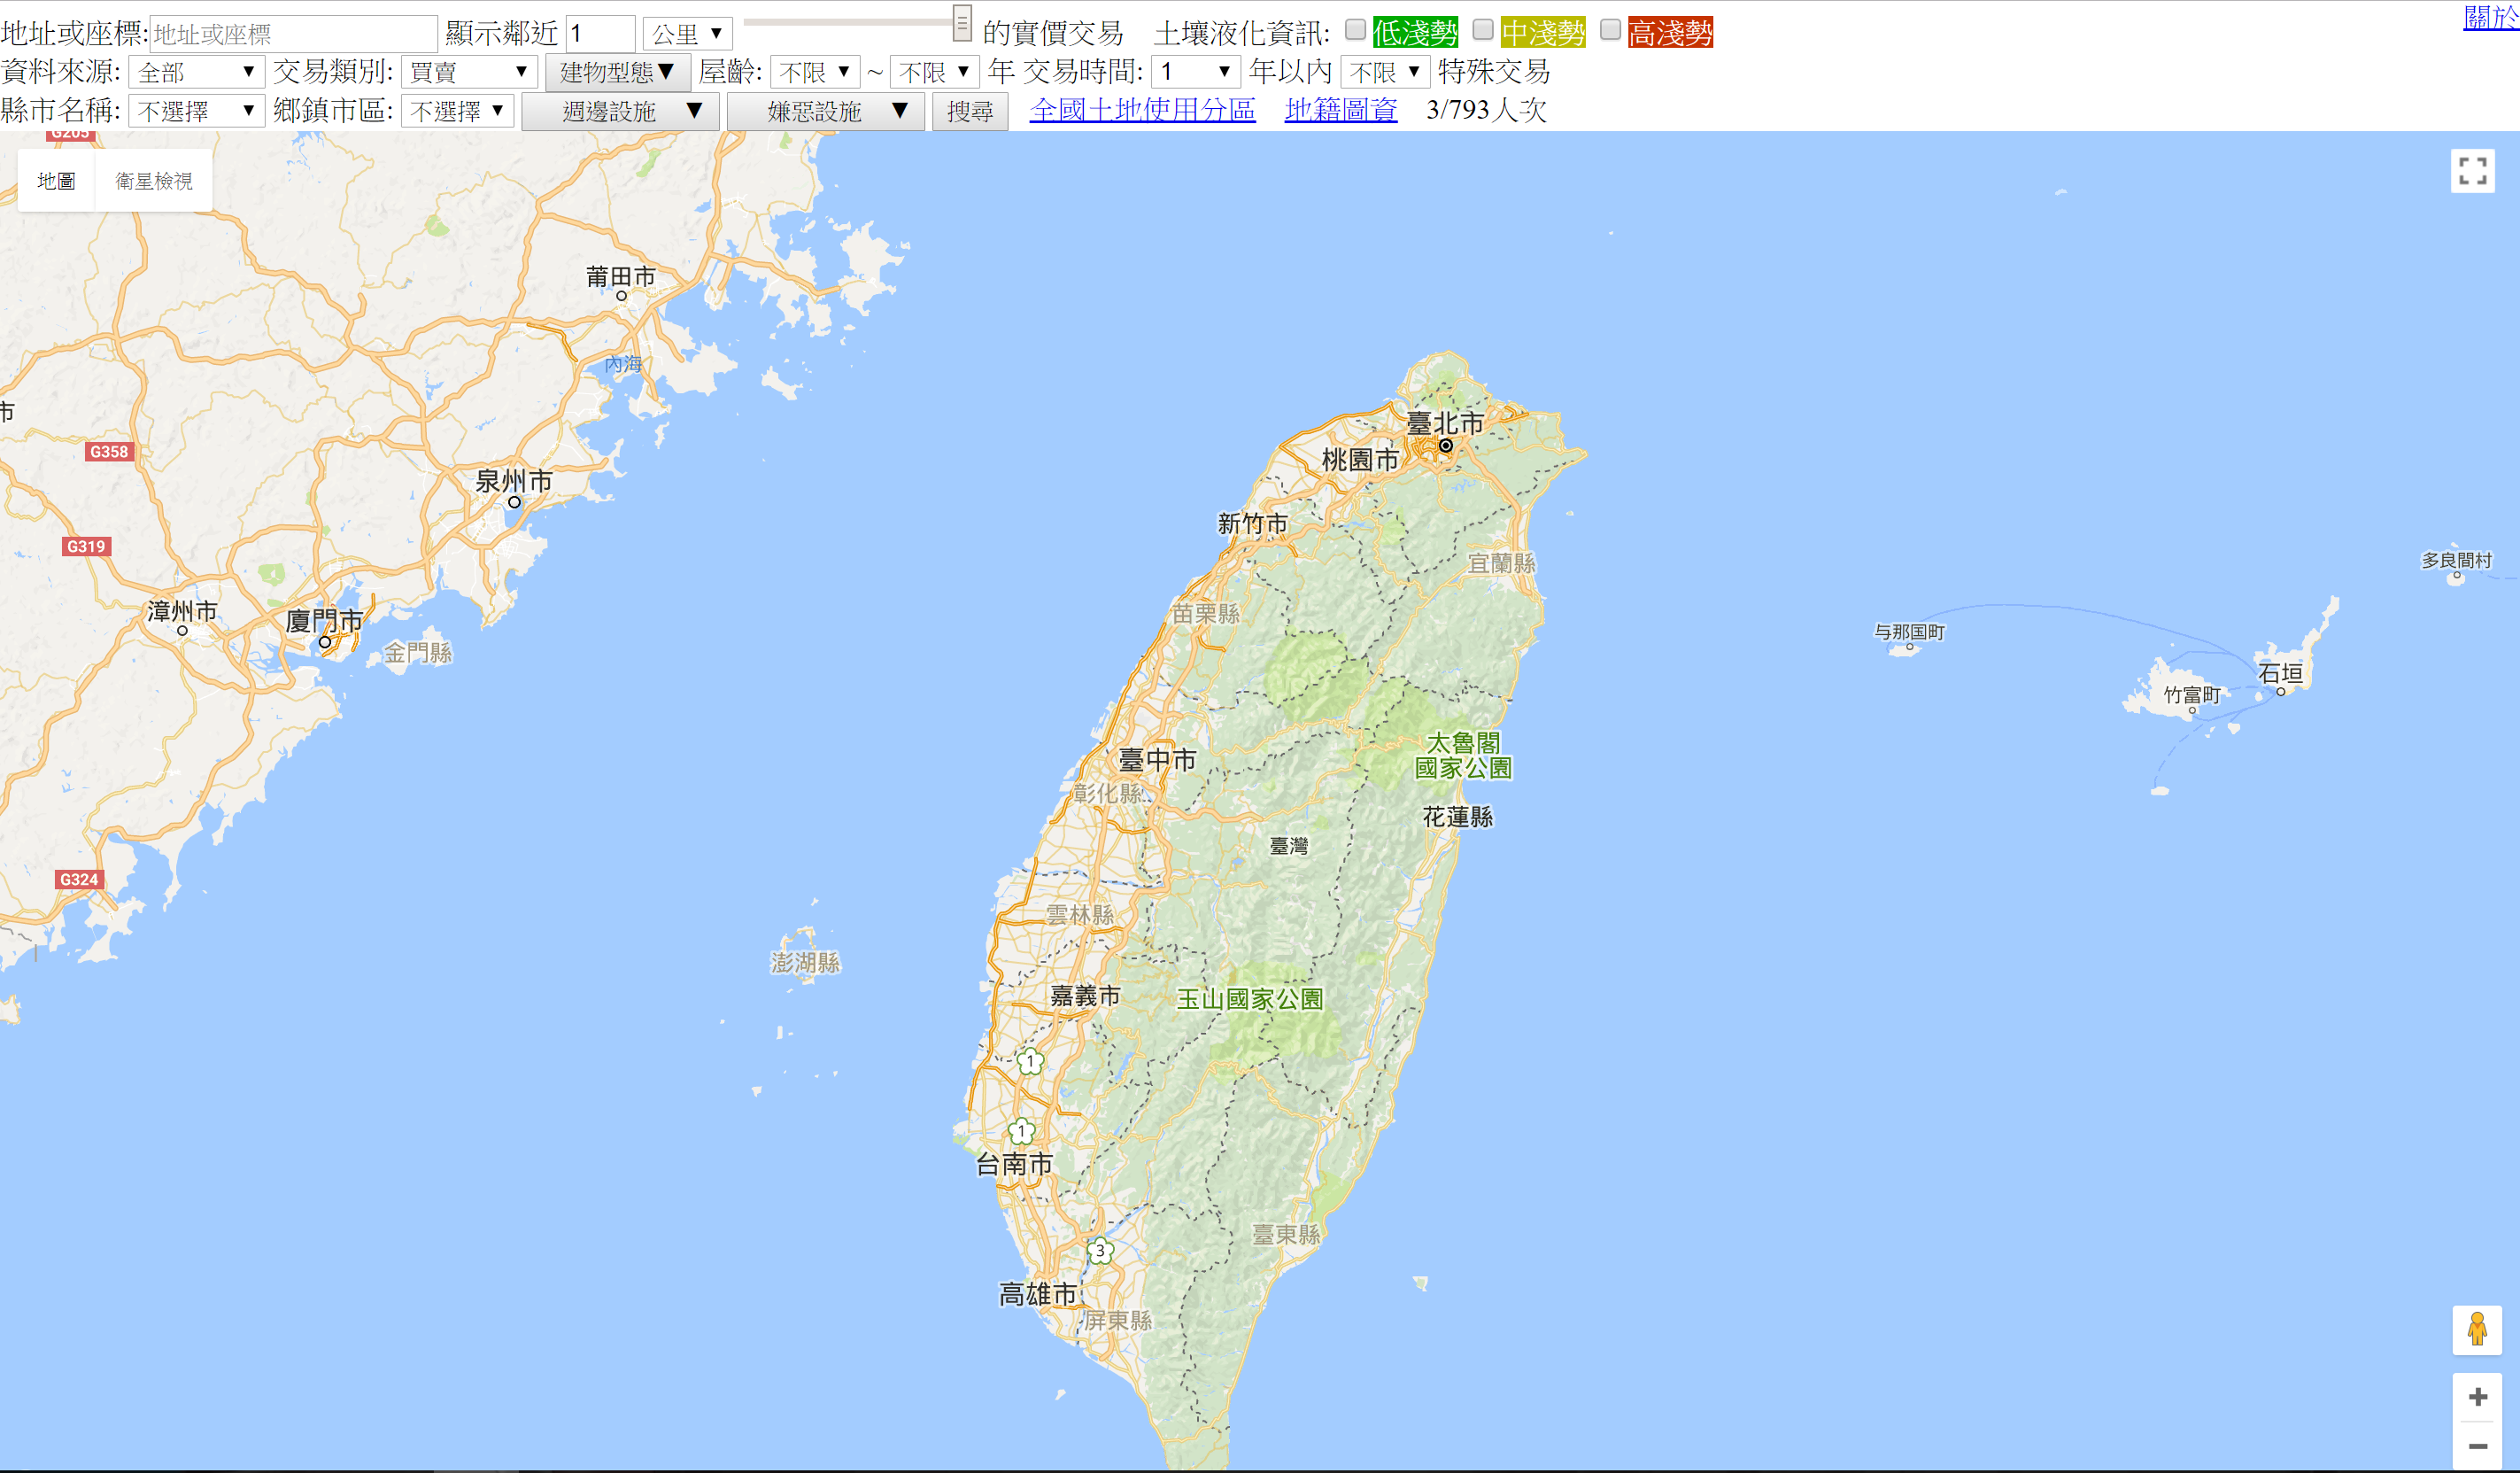 地址或座標: 地址或座標 顯示鄰近 1 公里 ▼ 的實價交易 土壤液化資訊: 低淺勢 中淺勢 高淺勢 關於
資料來源: 全部 ▼ 交易類別: 買賣 ▼ 建物型態▼ 屋齡: 不限 ▼ ~ 不限 ▼ 年 交易時間: 1 ▼ 年以內 不限 ▼ 特殊交易
縣市名稱: 不選擇 ▼ 鄉鎮市區: 不選擇 ▼ 週邊設施 ▼ 嫌惡設施 ▼ 搜尋 全國土地使用分區 地籍圖資 3/793人次
G205
地圖 衛星檢視
莆田市
內海
市
臺北市
G358
桃園市
泉州市
新竹市
G319
宜蘭縣
多良間村
漳州市
廈門市
苗栗縣
与那国町
金門縣
石垣
竹富町
太魯閣
國家公園
臺中市
彰化縣
花蓮縣
臺灣
G324
雲林縣
澎湖縣
嘉義市
玉山國家公園
1
1
台南市
臺東縣
3
高雄市
屏東縣
+
−